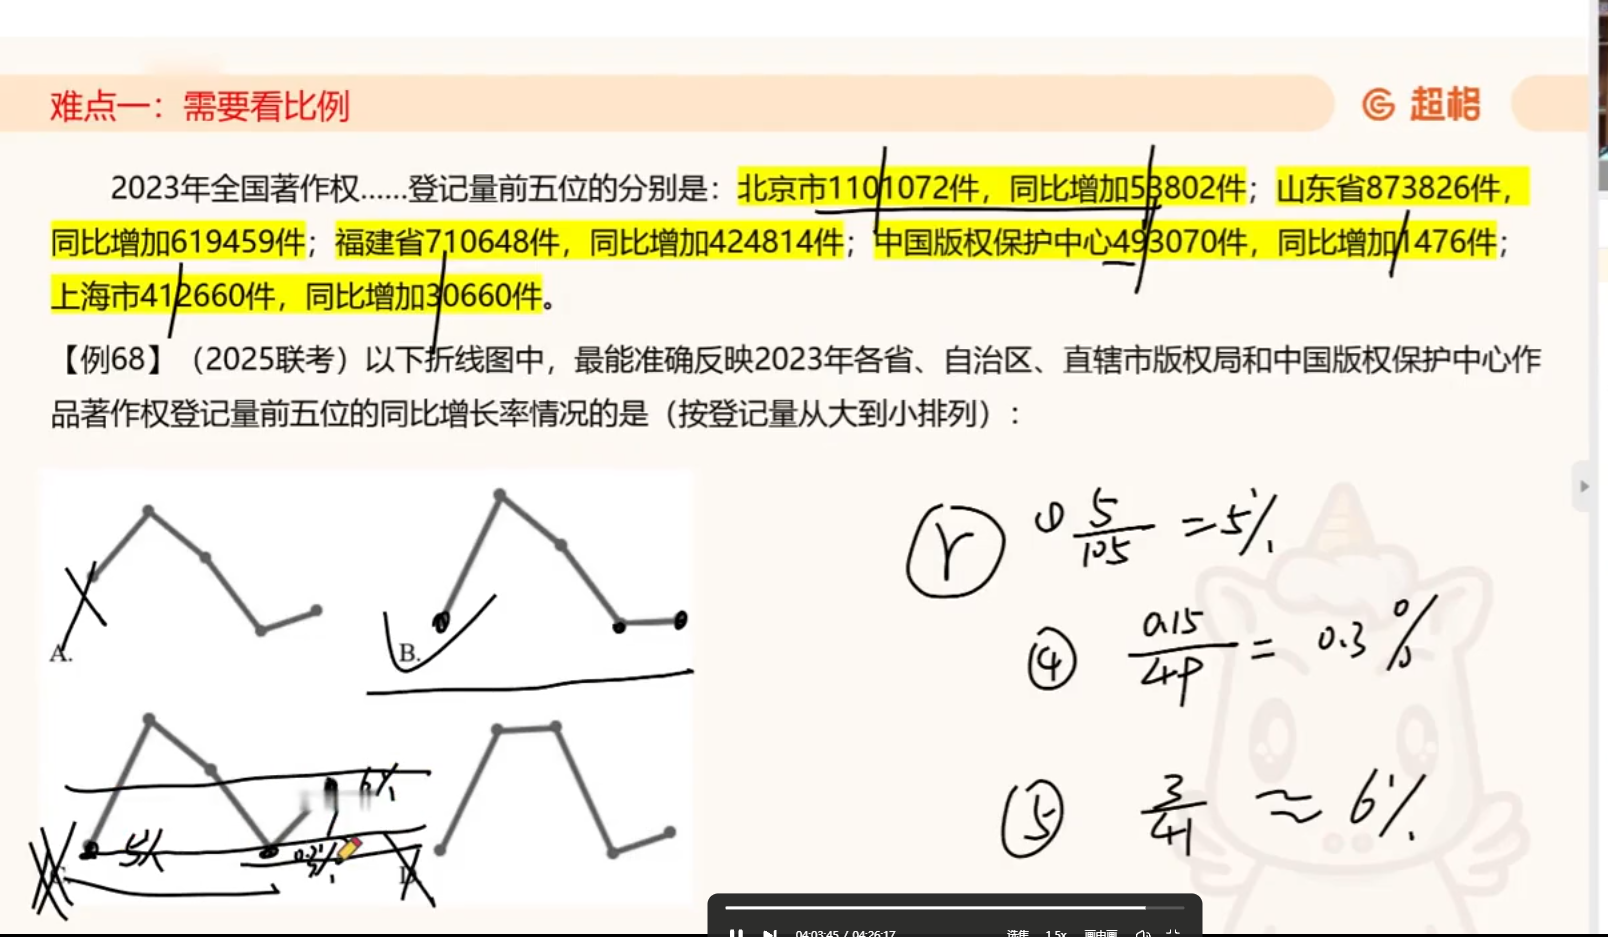 难点一：需要看比例
超格
2023年全国著作权……登记量前五位的分别是：北京市1101072件，同比增加53802件；山东省873826件，
同比增加619459件；福建省710648件，同比增加424814件；中国版权保护中心493070件，同比增加1476件；
上海市412660件，同比增加30660件。
【例68】（2025联考）以下折线图中，最能准确反映2023年各省、自治区、直辖市版权局和中国版权保护中心作
品著作权登记量前五位的同比增长率情况的是（按登记量从大到小排列）：
A.
B.
r
① 5/105 =5%
④ 0.15/49 = 0.3%
⑤ 3/41 ≈ 6%
6%
5%
0.3%
04:03:45 / 04:26:17
选集
1.5x
画中画